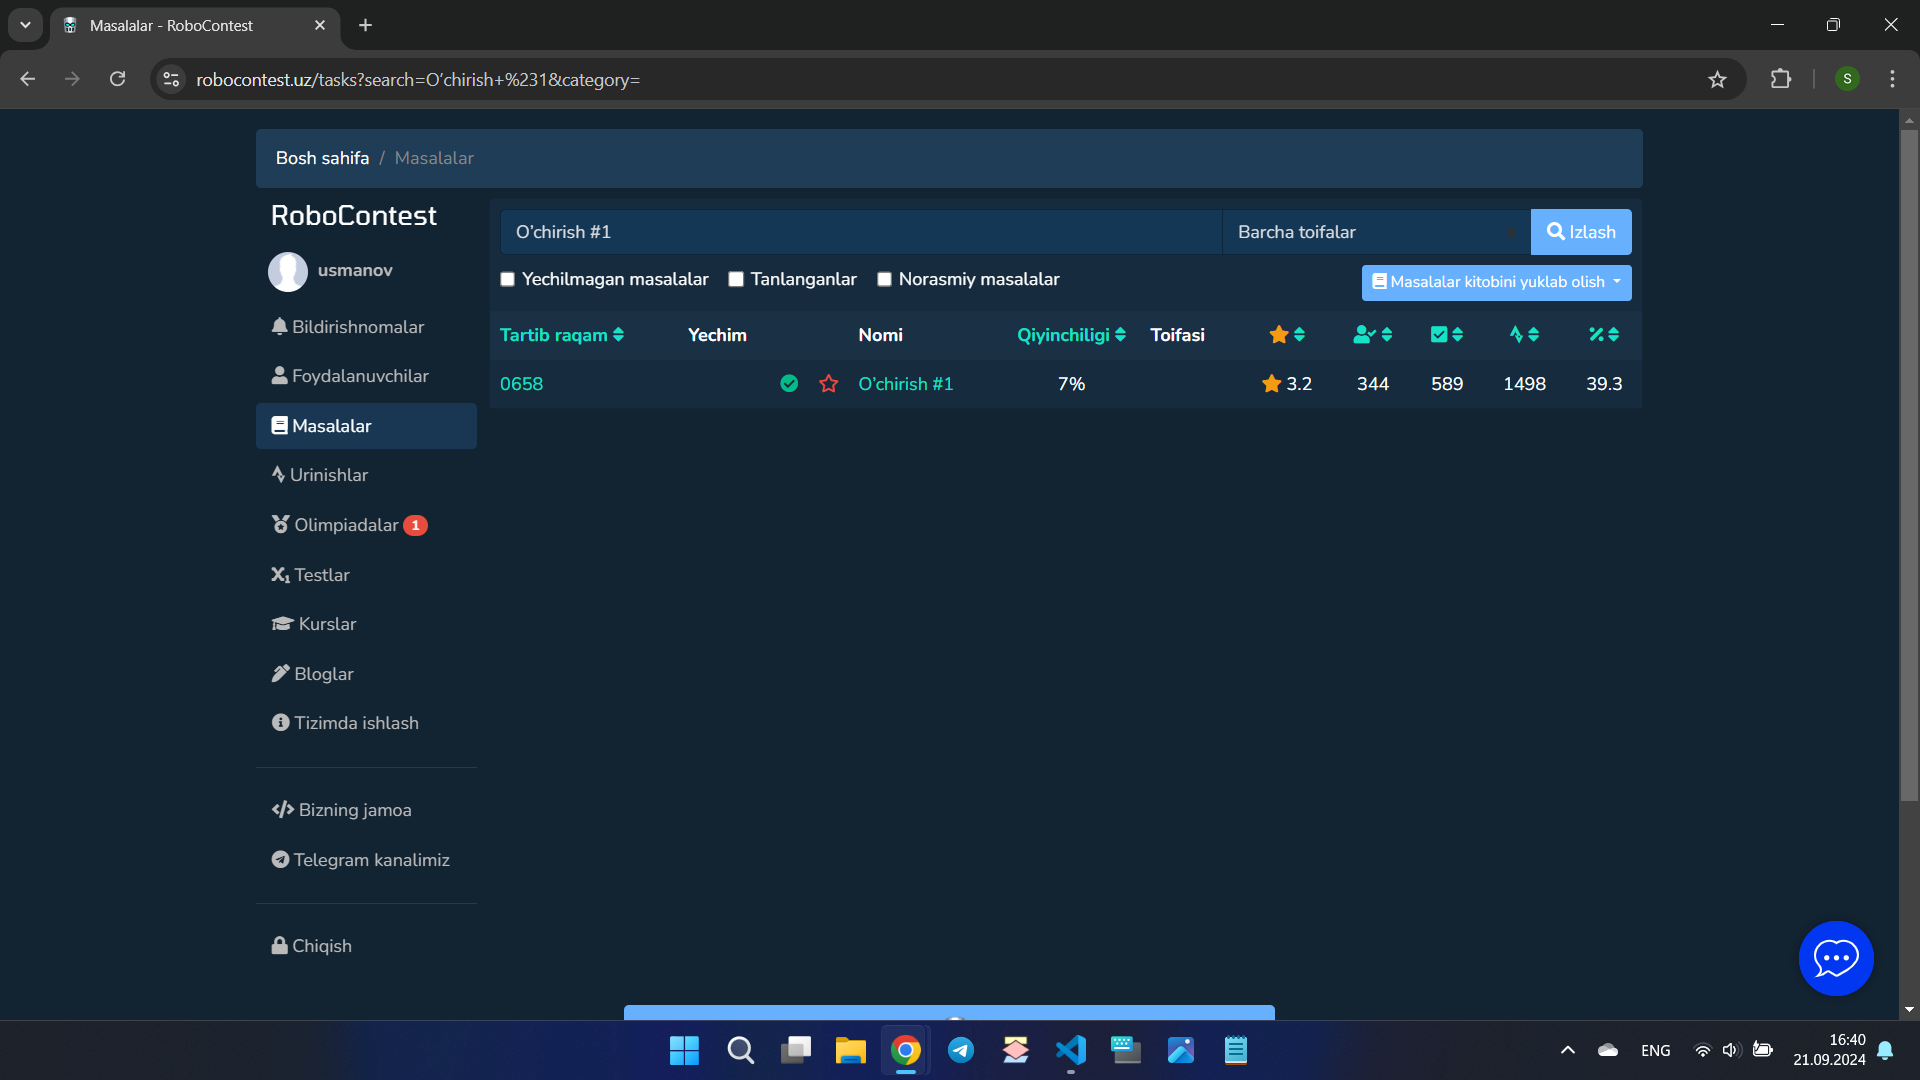 Masalalar - RoboContest
robocontest.uz/tasks?search=O'chirish+%231&category=
S
Bosh sahifa / Masalalar
RoboContest
usmanov
Bildirishnomalar
Foydalanuvchilar
Masalalar
Urinishlar
Olimpiadalar 1
Testlar
Kurslar
Bloglar
Tizimda ishlash
Bizning jamoa
Telegram kanalimiz
Chiqish
O'chirish #1
Barcha toifalar
Izlash
Yechilmagan masalalar Tanlanganlar Norasmiy masalalar
Masalalar kitobini yuklab olish
Tartib raqam Yechim Nomi Qiyinchiligi Toifasi
0658 O'chirish #1 7% 3.2 344 589 1498 39.3
ENG
16:40
21.09.2024